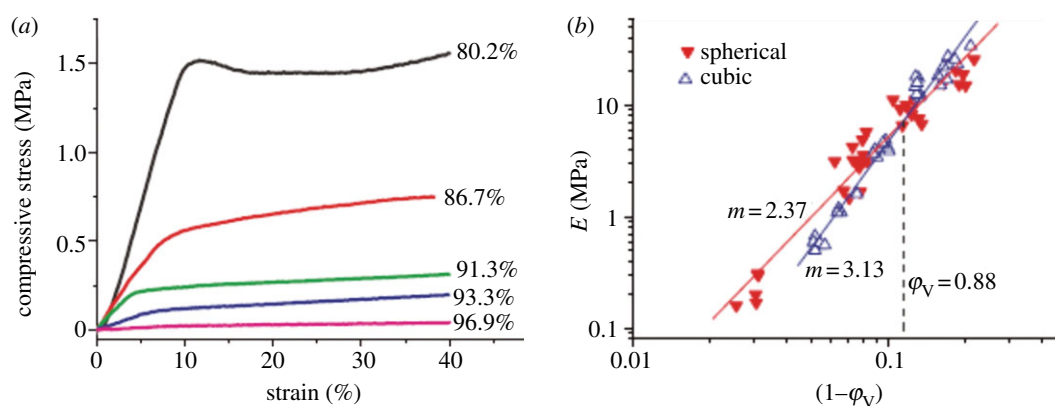 (a)
compressive stress (MPa)
1.5
1.0
0.5
0
0
10
20
30
40
strain (%)
80.2%
86.7%
91.3%
93.3%
96.9%
(b)
spherical
cubic
E (MPa)
10
1
0.1
0.01
0.1
(1–φV)
m = 2.37
m = 3.13
φV = 0.88